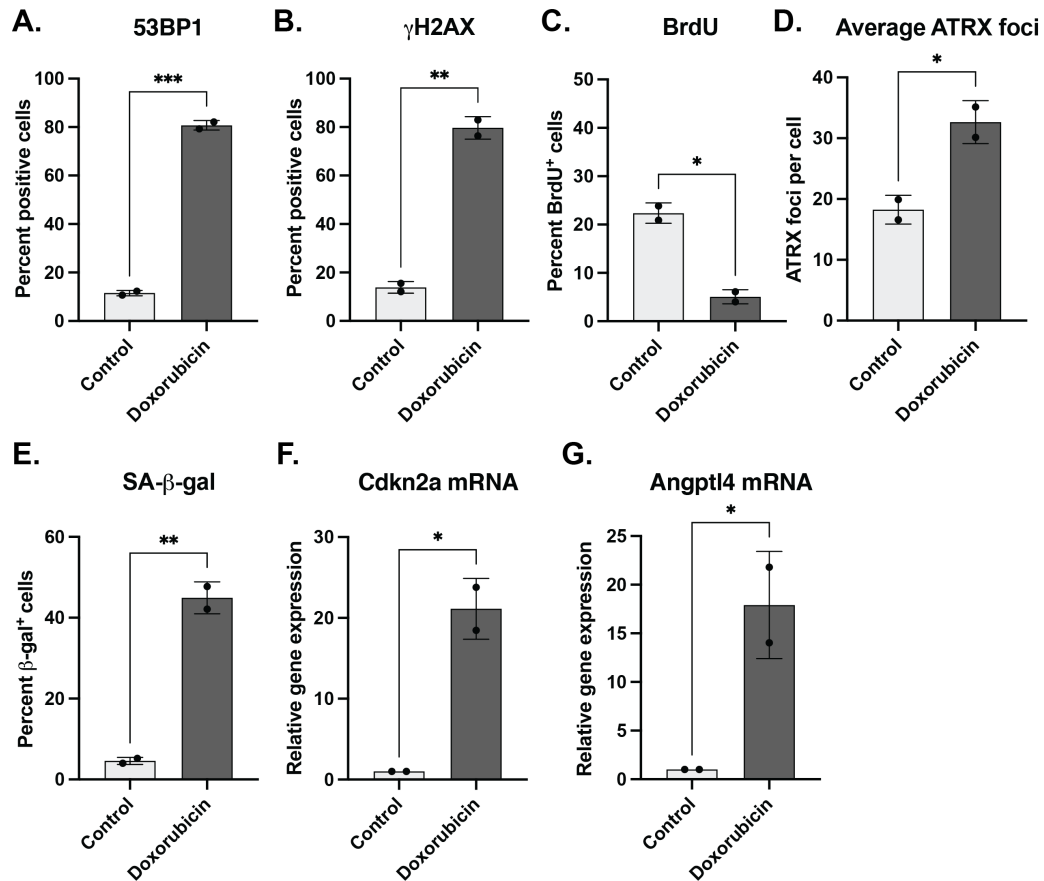 A.
53BP1
Percent positive cells
100
80
60
40
20
0
***
Control
Doxorubicin
B.
γH2AX
Percent positive cells
100
80
60
40
20
0
**
Control
Doxorubicin
C.
BrdU
Percent BrdU⁺ cells
50
40
30
20
10
0
*
Control
Doxorubicin
D.
Average ATRX foci
ATRX foci per cell
40
30
20
10
0
*
Control
Doxorubicin
E.
SA-β-gal
Percent β-gal⁺ cells
60
40
20
0
**
Control
Doxorubicin
F.
Cdkn2a mRNA
Relative gene expression
30
20
10
0
*
Control
Doxorubicin
G.
Angptl4 mRNA
Relative gene expression
25
20
15
10
5
0
*
Control
Doxorubicin